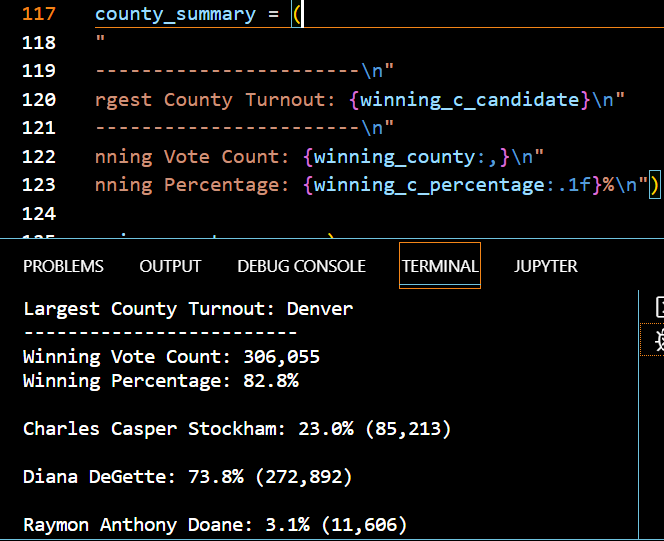 117 county_summary = (
118 "
119 ------------------------\n"
120 rgest County Turnout: {winning_c_candidate}\n"
121 ------------------------\n"
122 nning Vote Count: {winning_county:,}\n"
123 nning Percentage: {winning_c_percentage:.1f}%\n")
124
PROBLEMS OUTPUT DEBUG CONSOLE TERMINAL JUPYTER
Largest County Turnout: Denver
-------------------------
Winning Vote Count: 306,055
Winning Percentage: 82.8%
Charles Casper Stockham: 23.0% (85,213)
Diana DeGette: 73.8% (272,892)
Raymon Anthony Doane: 3.1% (11,606)